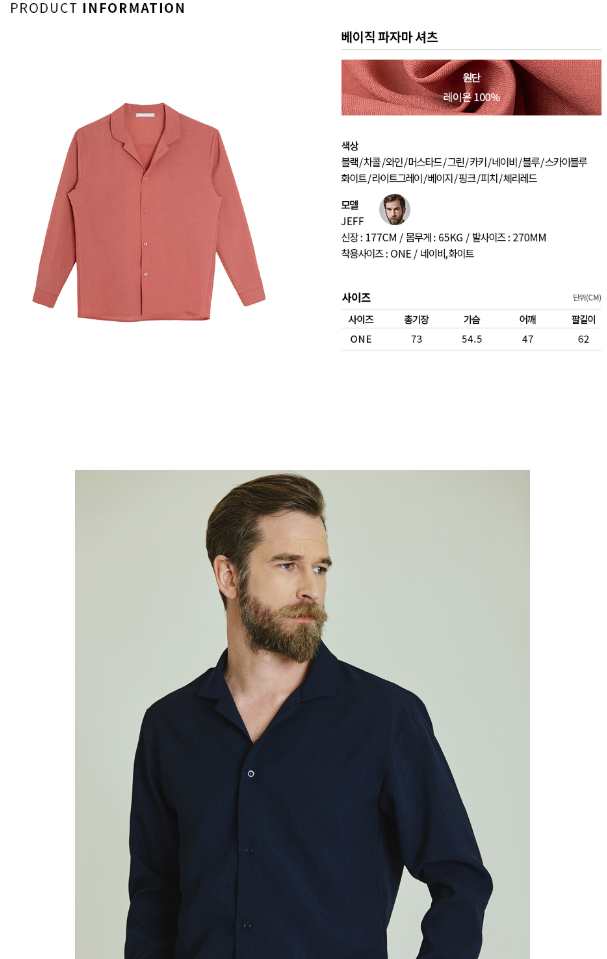 PRODUCT INFORMATION
베이직 파자마 셔츠
원단
레이온 100%
색상
블랙/차콜/와인/머스타드/그린/카키/네이비/블루/스카이블루
화이트/라이트그레이/베이지/핑크/피치/체리레드
모델
JEFF
신장 : 177CM / 몸무게 : 65KG / 발사이즈 : 270MM
착용사이즈 : ONE / 네이비,화이트
사이즈 단위(CM)
사이즈 총기장 가슴 어깨 팔길이
ONE 73 54.5 47 62